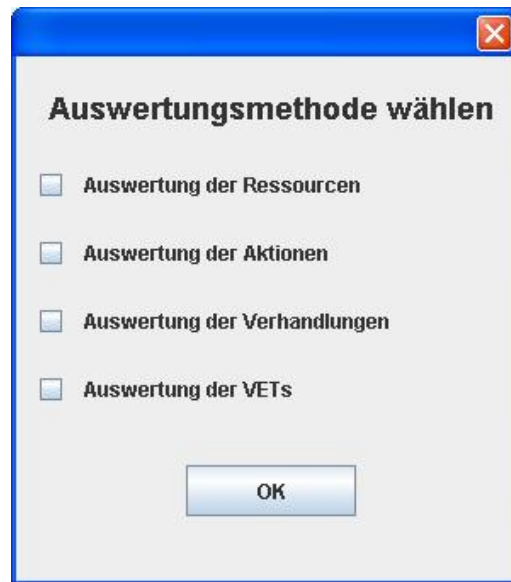 Auswertungsmethode wählen
Auswertung der Ressourcen
Auswertung der Aktionen
Auswertung der Verhandlungen
Auswertung der VETs
OK